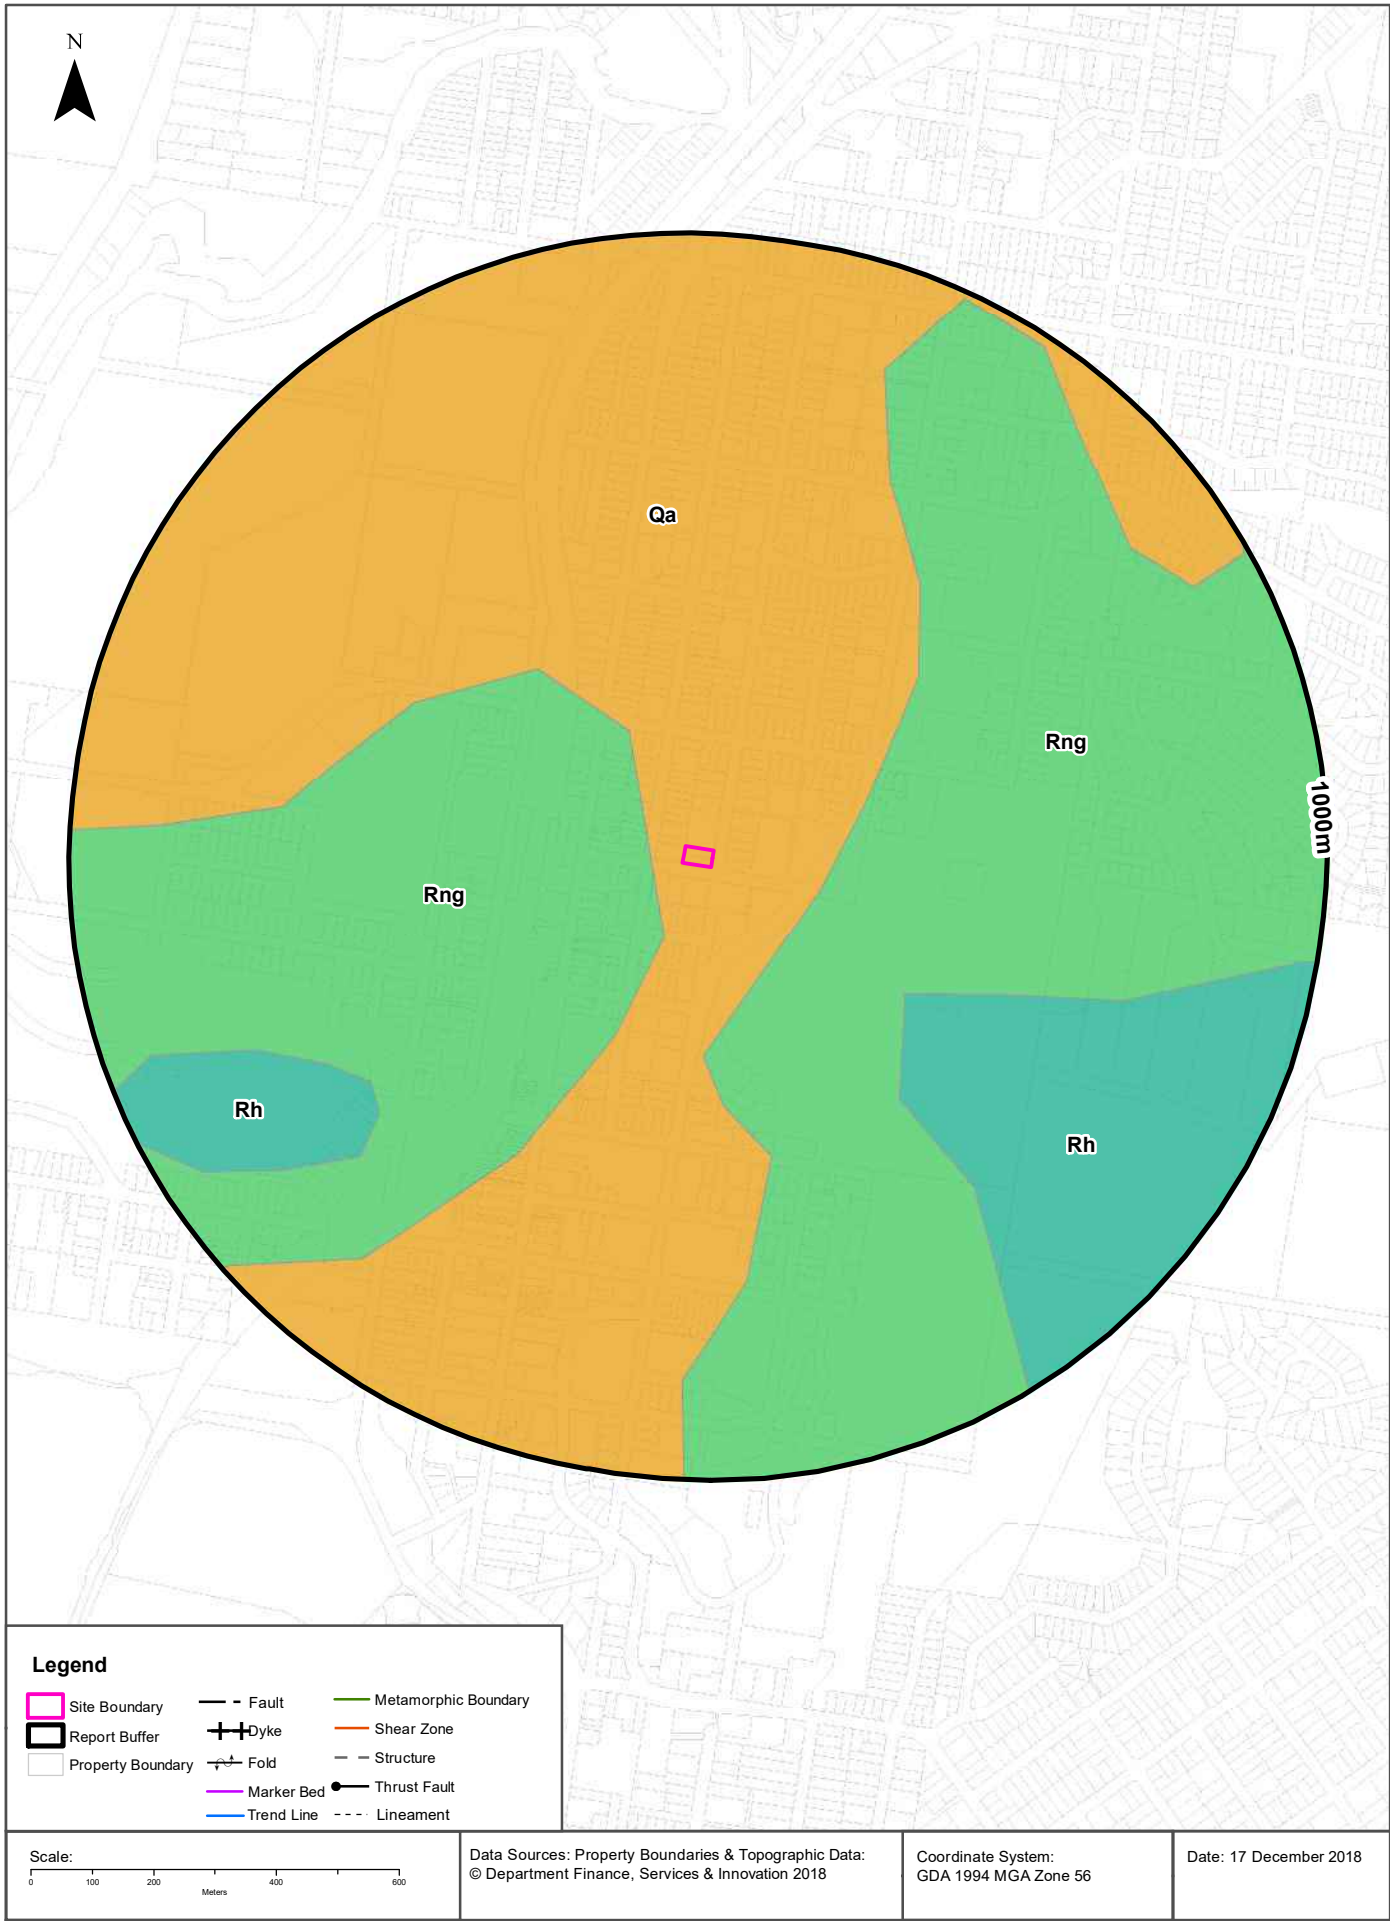 N
Qa
Rng
1000m
Rng
Rh
Rh
Legend
Site Boundary
Report Buffer
Property Boundary
Fault
Dyke
Fold
Marker Bed
Trend Line
Metamorphic Boundary
Shear Zone
Structure
Thrust Fault
Lineament
Scale:
0 100 200 400 600
Meters
Data Sources: Property Boundaries & Topographic Data:
© Department Finance, Services & Innovation 2018
Coordinate System:
GDA 1994 MGA Zone 56
Date: 17 December 2018